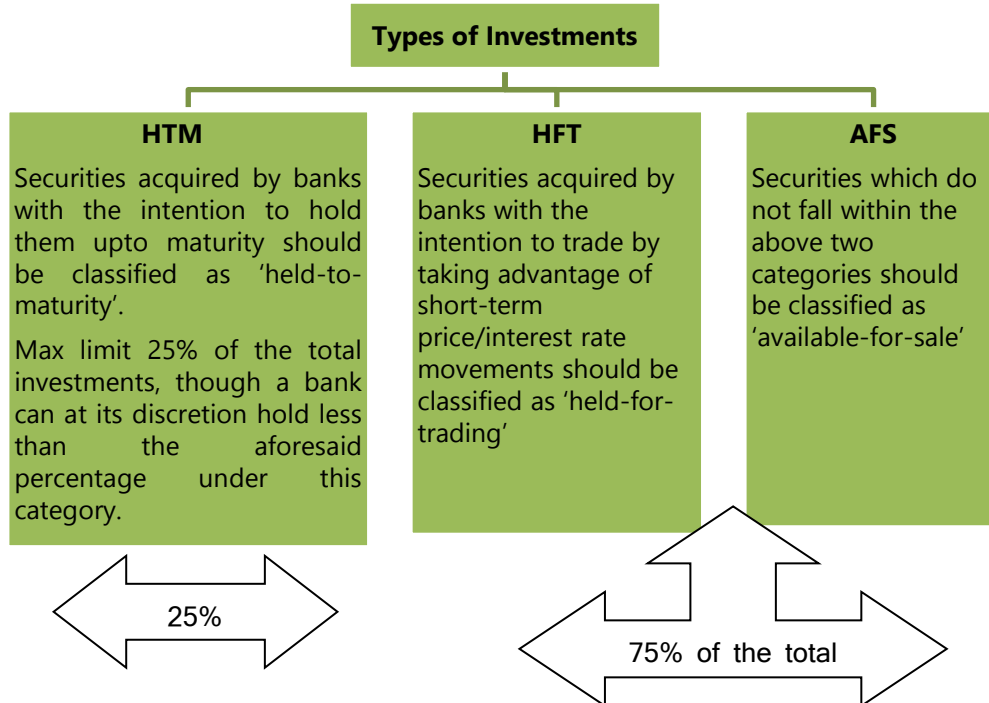 Types of Investments
HTM
Securities acquired by banks
with the intention to hold
them upto maturity should
be classified as ‘held-to-
maturity’.
Max limit 25% of the total
investments, though a bank
can at its discretion hold less
than the aforesaid
percentage under this
category.
HFT
Securities acquired by
banks with the
intention to trade by
taking advantage of
short-term
price/interest rate
movements should be
classified as ‘held-for-
trading’
AFS
Securities which do
not fall within the
above two
categories should
be classified as
‘available-for-sale’
25%
75% of the total